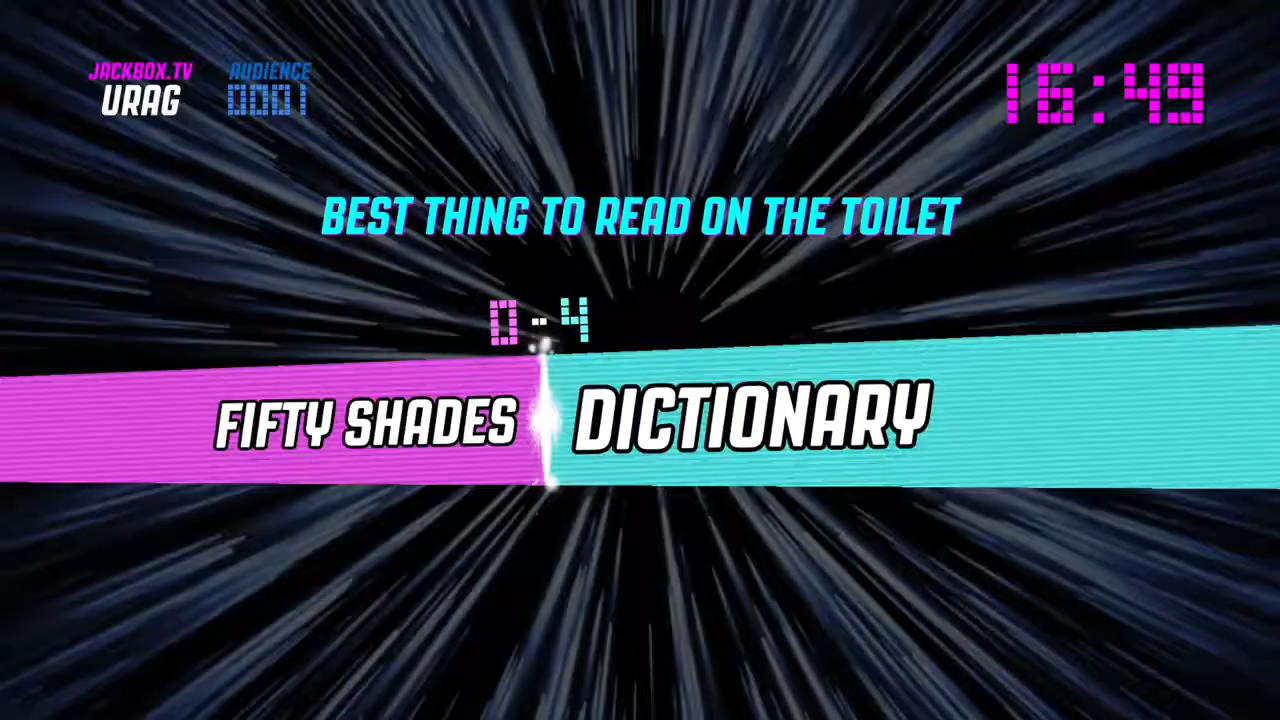 JACKBOX.TV
URAG
AUDIENCE
0001
16:49
BEST THING TO READ ON THE TOILET
0-4
FIFTY SHADES
DICTIONARY